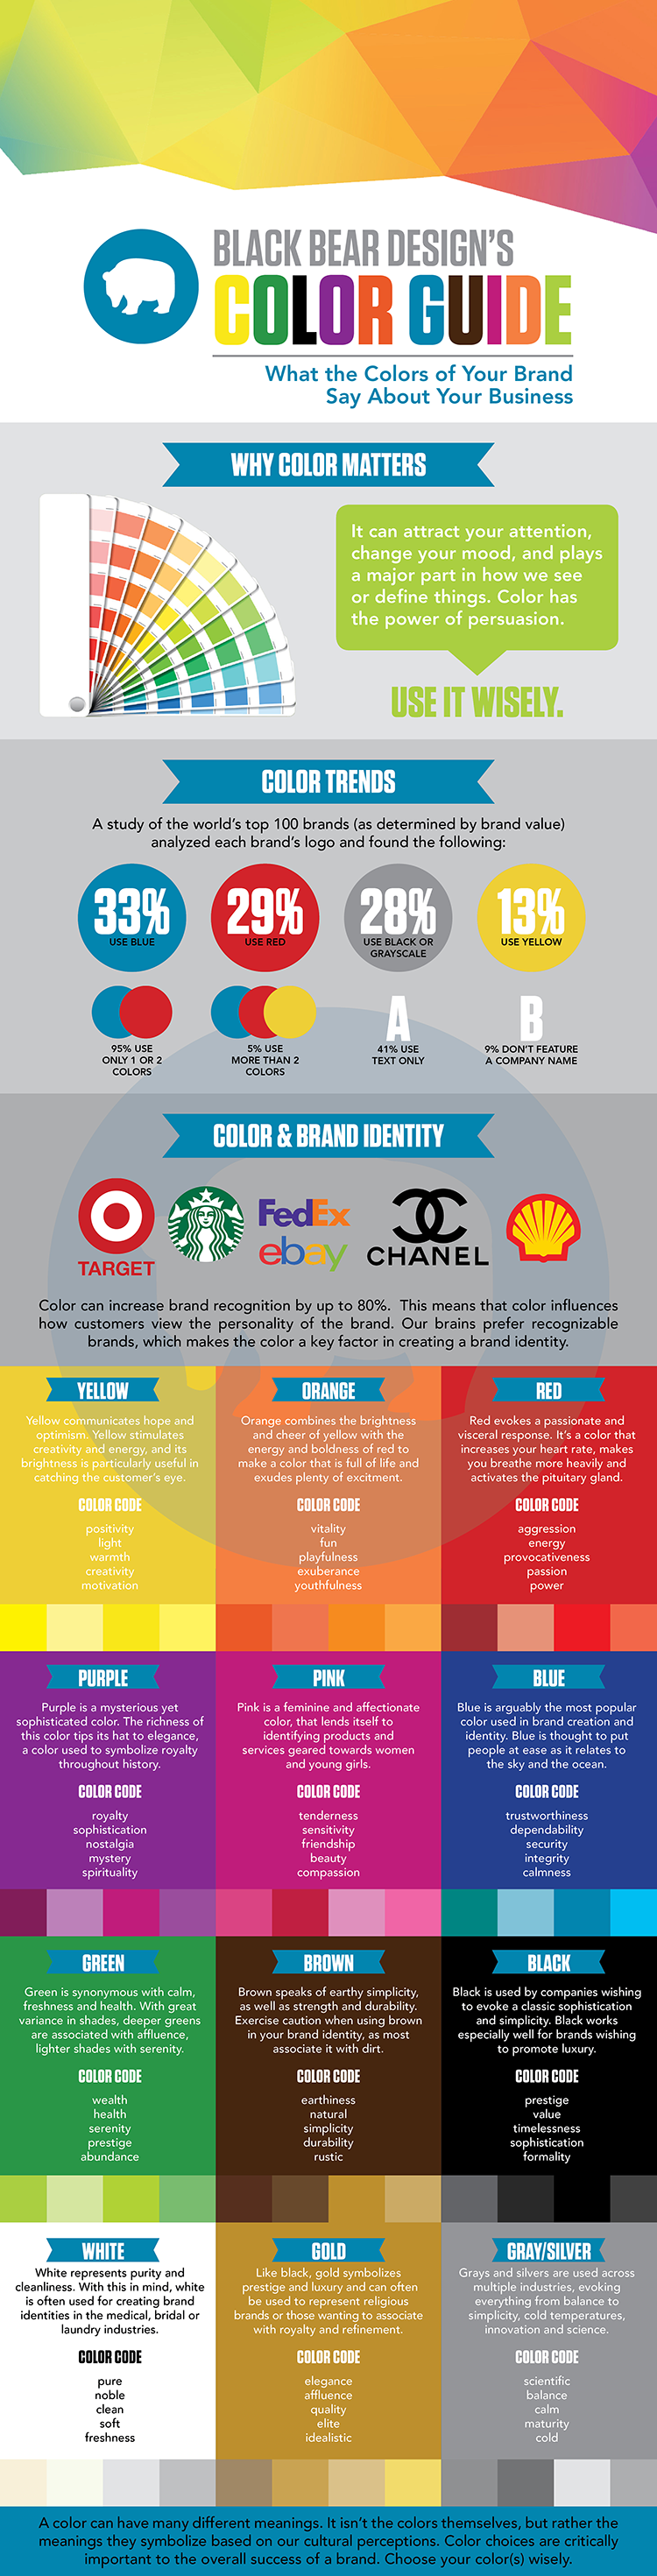 BLACK BEAR DESIGN'S
COLOR GUIDE
What the Colors of Your Brand
Say About Your Business
WHY COLOR MATTERS
It can attract your attention,
change your mood, and plays
a major part in how we see
or define things. Color has
the power of persuasion.
USE IT WISELY.
COLOR TRENDS
A study of the world's top 100 brands (as determined by brand value)
analyzed each brand's logo and found the following:
33%
USE BLUE
29%
USE RED
28%
USE BLACK OR
GRAYSCALE
13%
USE YELLOW
95% USE
ONLY 1 OR 2
COLORS
5% USE
MORE THAN 2
COLORS
A
41% USE
TEXT ONLY
B
9% DON'T FEATURE
A COMPANY NAME
COLOR & BRAND IDENTITY
TARGET
FedEx
ebay
CHANEL
Color can increase brand recognition by up to 80%. This means that color influences
how customers view the personality of the brand. Our brains prefer recognizable
brands, which makes the color a key factor in creating a brand identity.
YELLOW
Yellow communicates hope and
optimism. Yellow stimulates
creativity and energy, and its
brightness is particularly useful in
catching the customer's eye.
COLOR CODE
positivity
light
warmth
creativity
motivation
ORANGE
Orange combines the brightness
and cheer of yellow with the
energy and boldness of red to
make a color that is full of life and
exudes plenty of excitment.
COLOR CODE
vitality
fun
playfulness
exuberance
youthfulness
RED
Red evokes a passionate and
visceral response. It's a color that
increases your heart rate, makes
you breathe more heavily and
activates the pituitary gland.
COLOR CODE
aggression
energy
provocativeness
passion
power
PURPLE
Purple is a mysterious yet
sophisticated color. The richness of
this color tips its hat to elegance,
a color used to symbolize royalty
throughout history.
COLOR CODE
royalty
sophistication
nostalgia
mystery
spirituality
PINK
Pink is a feminine and affectionate
color, that lends itself to
identifying products and
services geared towards women
and young girls.
COLOR CODE
tenderness
sensitivity
friendship
beauty
compassion
BLUE
Blue is arguably the most popular
color used in brand creation and
identity. Blue is thought to put
people at ease as it relates to
the sky and the ocean.
COLOR CODE
trustworthiness
dependability
security
integrity
calmness
GREEN
Green is synonymous with calm,
freshness and health. With great
variance in shades, deeper greens
are associated with affluence,
lighter shades with serenity.
COLOR CODE
wealth
health
serenity
prestige
abundance
BROWN
Brown speaks of earthy simplicity,
as well as strength and durability.
Exercise caution when using brown
in your brand identity, as most
associate it with dirt.
COLOR CODE
earthiness
natural
simplicity
durability
rustic
BLACK
Black is used by companies wishing
to evoke a classic sophistication
and simplicity. Black works
especially well for brands wishing
to promote luxury.
COLOR CODE
prestige
value
timelessness
sophistication
formality
WHITE
White represents purity and
cleanliness. With this in mind, white
is often used for creating brand
identities in the medical, bridal or
laundry industries.
COLOR CODE
pure
noble
clean
soft
freshness
GOLD
Like black, gold symbolizes
prestige and luxury and can often
be used to represent religious
brands or those wanting to associate
with royalty and refinement.
COLOR CODE
elegance
affluence
quality
elite
idealistic
GRAY/SILVER
Grays and silvers are used across
multiple industries, evoking
everything from balance to
simplicity, cold temperatures,
innovation and science.
COLOR CODE
scientific
balance
calm
maturity
cold
A color can have many different meanings. It isn't the colors themselves, but rather the
meanings they symbolize based on our cultural perceptions. Color choices are critically
important to the overall success of a brand. Choose your color(s) wisely.